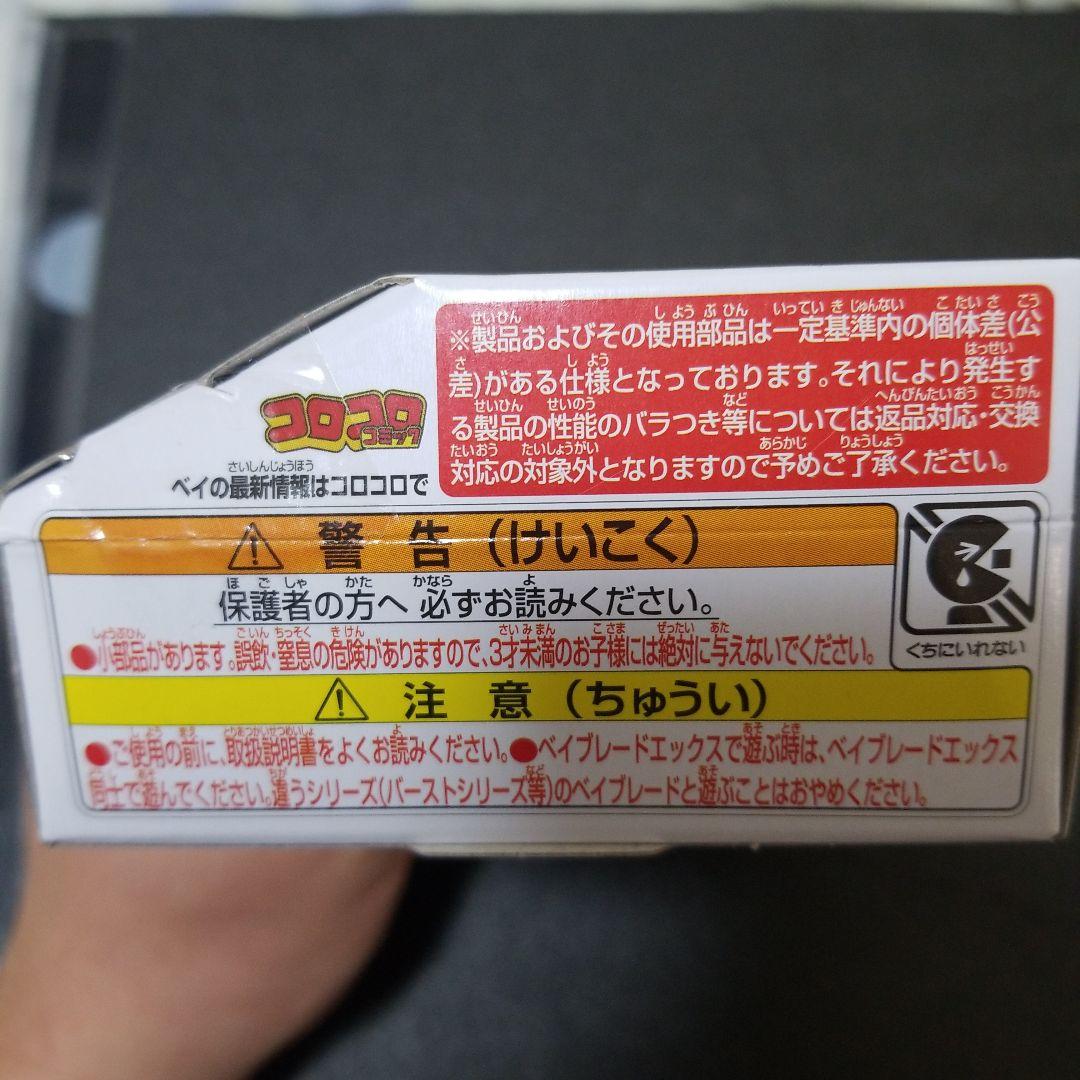 ※製品およびその使用部品は一定基準内の個体差(公
差)がある仕様となっております。それにより発生す
る製品の性能のバラつき等については返品対応・交換
対応の対象外となりますので予めご了承ください。
コロコロ
コミック
ベイの最新情報はコロコロで
警告(けいこく)
保護者の方へ 必ずお読みください。
●小部品があります。誤飲・窒息の危険がありますので、3才未満のお子様には絶対に与えないでください。
くちにいれない
注意(ちゅうい)
●ご使用の前に、取扱説明書をよくお読みください。●ベイブレードエックスで遊ぶ時は、ベイブレードエックス
同士で遊んでください。違うシリーズ(バーストシリーズ等)のベイブレードと遊ぶことはおやめください。